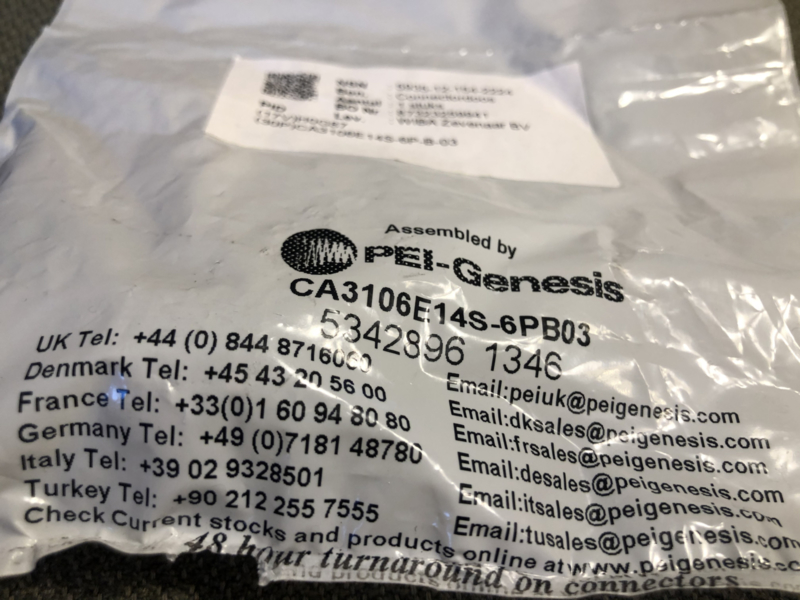 PID
Assembled by
PEI-Genesis
CA3106E14S-6PB03
5342896 1346
UK Tel: +44 (0) 844 8716060
Email:peiuk@peigenesis.com
Denmark Tel: +45 43 20 56 00
Email:dksales@peigenesis.com
France Tel: +33(0)1 60 94 80 80
Email:frsales@peigenesis.com
Germany Tel: +49 (0)7181 48780
Email:desales@peigenesis.com
Italy Tel: +39 02 9328501
Email:itsales@peigenesis.com
Turkey Tel: +90 212 255 7555
Email:tusales@peigenesis.com
Check Current stocks and products online at www.peigenesis.c
48 hour turnaround on connectors